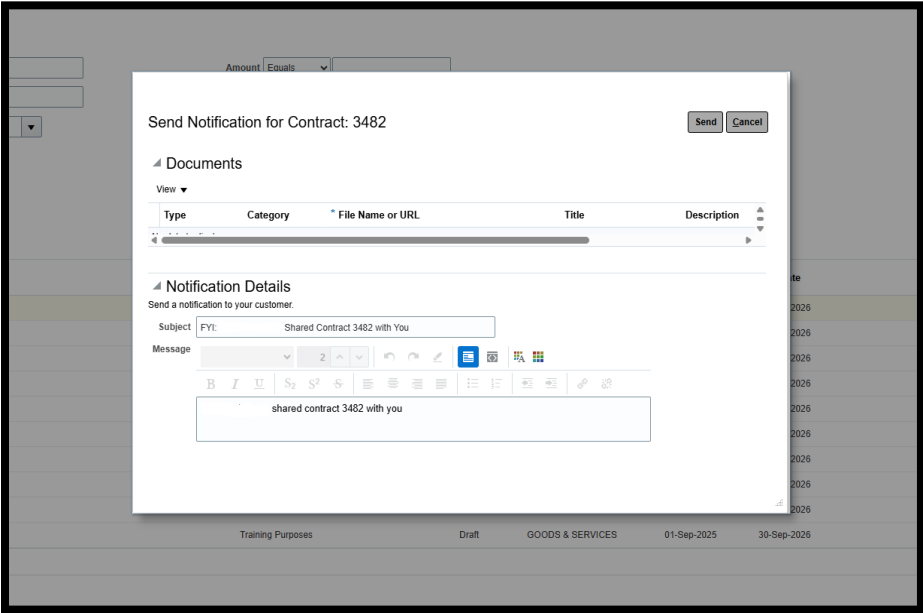 Amount Equals
Send Notification for Contract: 3482
Send Cancel
Documents
View
Type Category * File Name or URL Title Description
Notification Details
te
Send a notification to your customer.
2026
Subject FYI: Shared Contract 3482 with You
2026
Message
2
2026
B I U S2 S2 S
2026
shared contract 3482 with you
2026
2026
2026
2026
2026
Training Purposes Draft GOODS & SERVICES 01-Sep-2025 30-Sep-2026